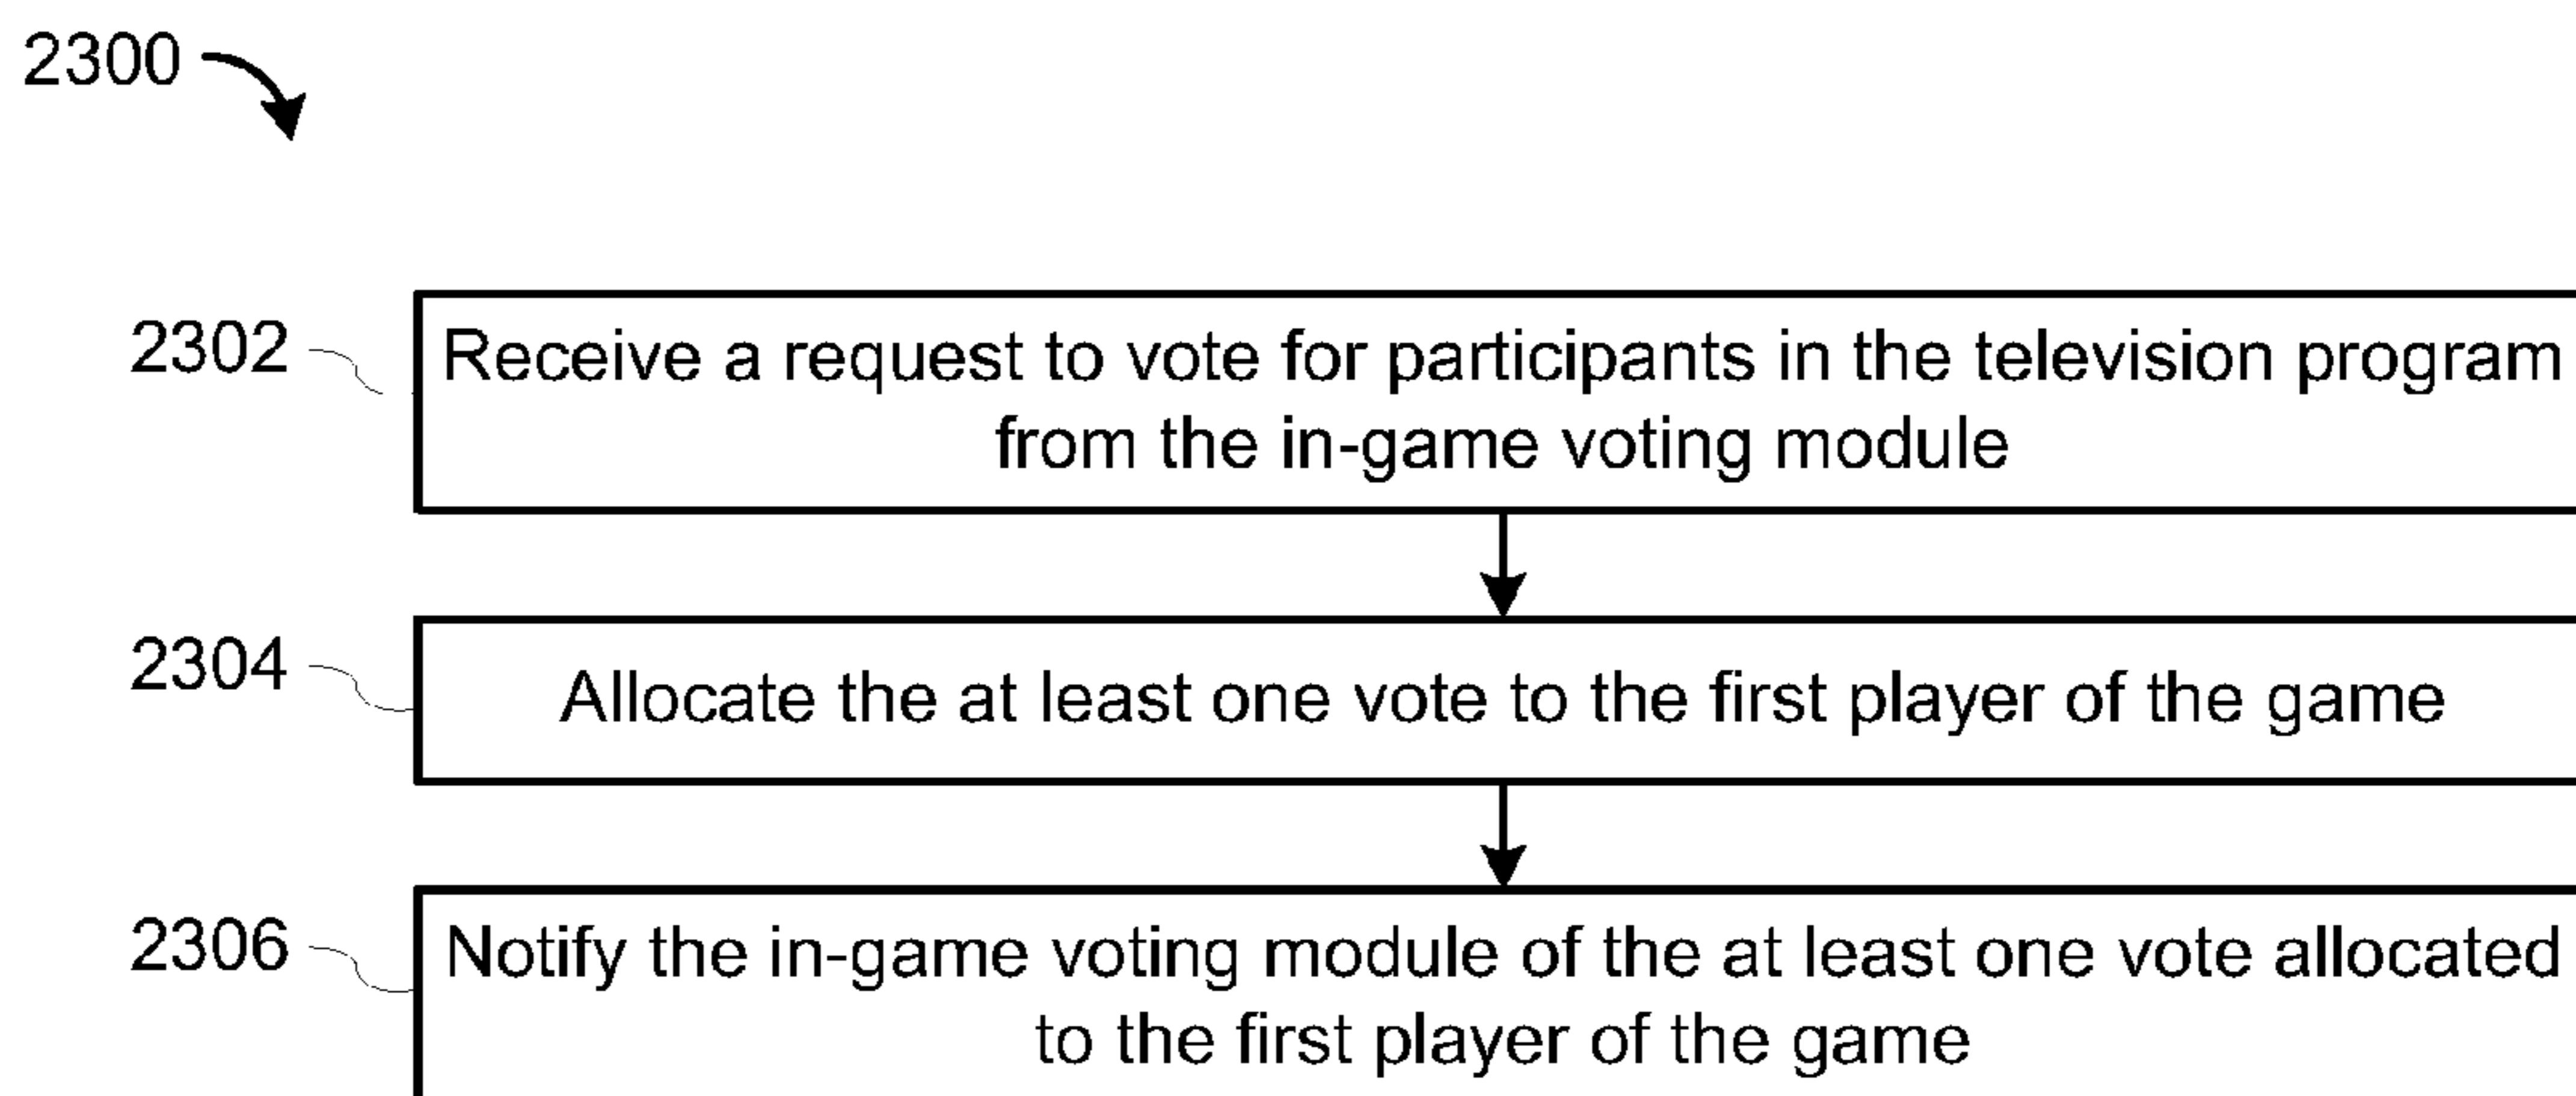 2300
2302
Receive a request to vote for participants in the television program
from the in-game voting module
2304
Allocate the at least one vote to the first player of the game
2306
Notify the in-game voting module of the at least one vote allocated
to the first player of the game